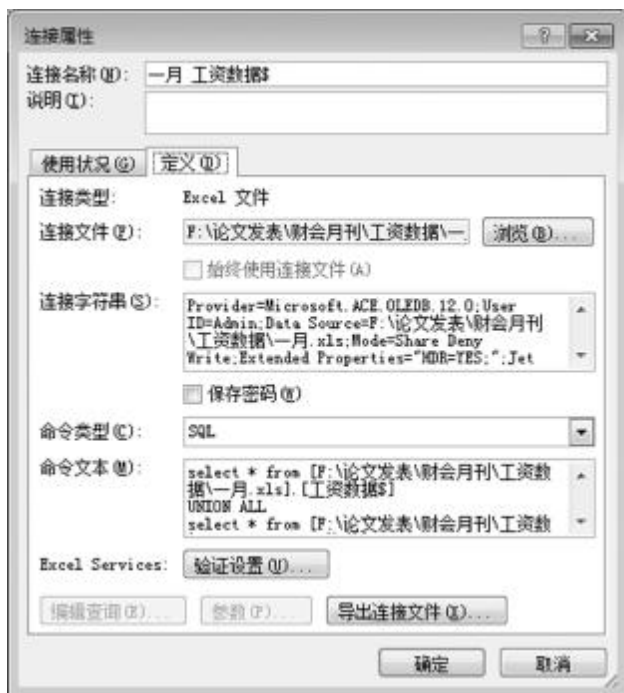 连接属性
连接名称(N): 一月 工资数据$
说明(I):
使用状况(G) 定义(D)
连接类型: Excel 文件
连接文件(F): F:\论文发表\财会月刊\工资数据\一 浏览(B)...
始终使用连接文件(A)
连接字符串(S): Provider=Microsoft.ACE.OLEDB.12.0;User
ID=Admin;Data Source=F:\论文发表\财会月刊
\工资数据\一月.xls;Mode=Share Deny
Write;Extended Properties="HDR=YES;";Jet
保存密码(W)
命令类型(C): SQL
命令文本(M): select * from [F:\论文发表\财会月刊\工资数
据\一月.xls].[工资数据$]
UNION ALL
select * from [F:\论文发表\财会月刊\工资数
Excel Services: 验证设置(U)...
编辑查询(E)... 参数(P)... 导出连接文件(X)...
确定 取消